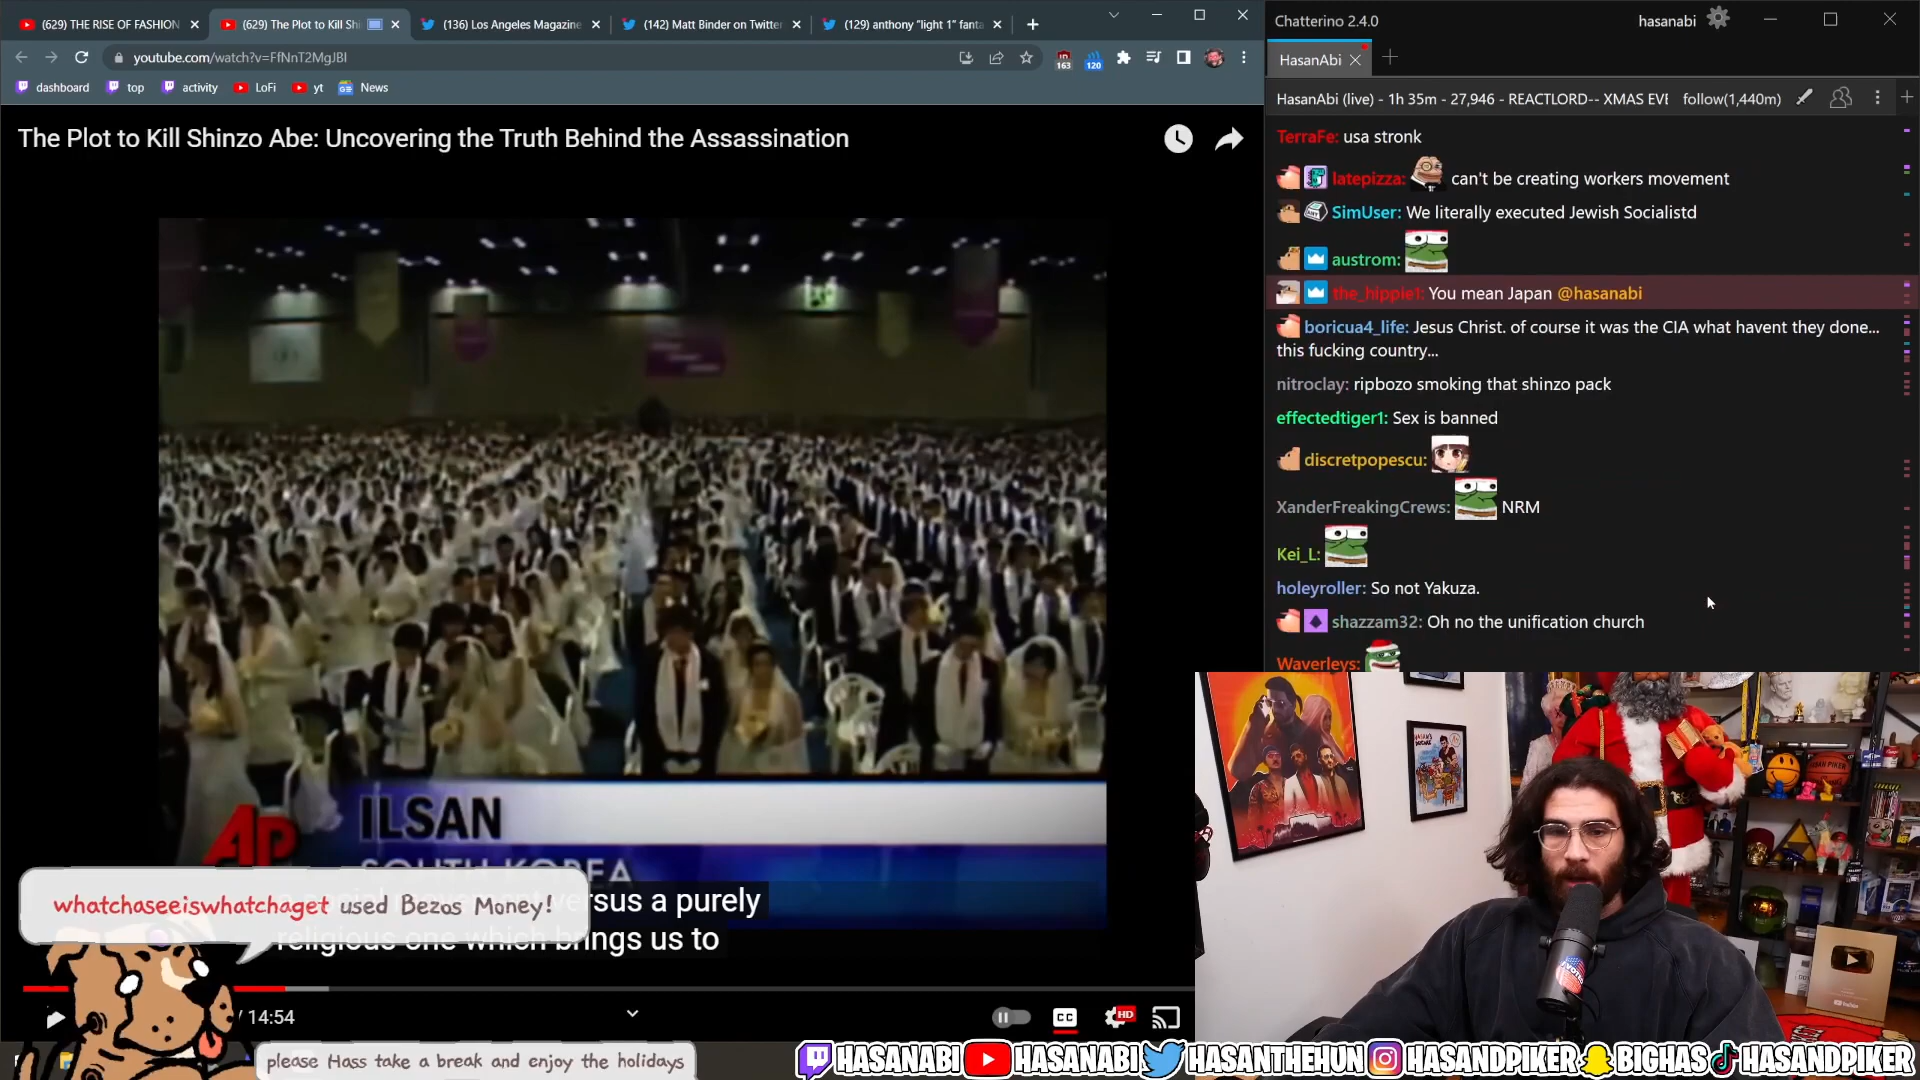 (629) THE RISE OF FASHION
(629) The Plot to Kill Shi
(136) Los Angeles Magazine
(142) Matt Binder on Twitter
(129) anthony "light 1" fanta
youtube.com/watch?v=FfNnT2MgJBI
163
120
dashboard
top
activity
LoFi
yt
News
The Plot to Kill Shinzo Abe: Uncovering the Truth Behind the Assassination
ILSAN
SOUTH KOREA
AP
versus a purely
religious one which brings us to
whatchaseeiswhatchaget used Bezos Money!
/ 14:54
CC
HD
please Hass take a break and enjoy the holidays
Chatterino 2.4.0
hasanabi
HasanAbi
HasanAbi (live) - 1h 35m - 27,946 - REACTLORD-- XMAS EVE
follow(1,440m)
TerraFe: usa stronk
latepizza: can't be creating workers movement
SimUser: We literally executed Jewish Socialistd
austrom:
the_hippie1: You mean Japan @hasanabi
boricua4_life: Jesus Christ. of course it was the CIA what havent they done...
this fucking country...
nitroclay: ripbozo smoking that shinzo pack
effectedtiger1: Sex is banned
discretpopescu:
XanderFreakingCrews: NRM
Kei_L:
holeyroller: So not Yakuza.
shazzam32: Oh no the unification church
Waverleys:
HASANABI HASANABI HASANTHEHUN HASANDPIKER BIGHAS HASANDPIKER